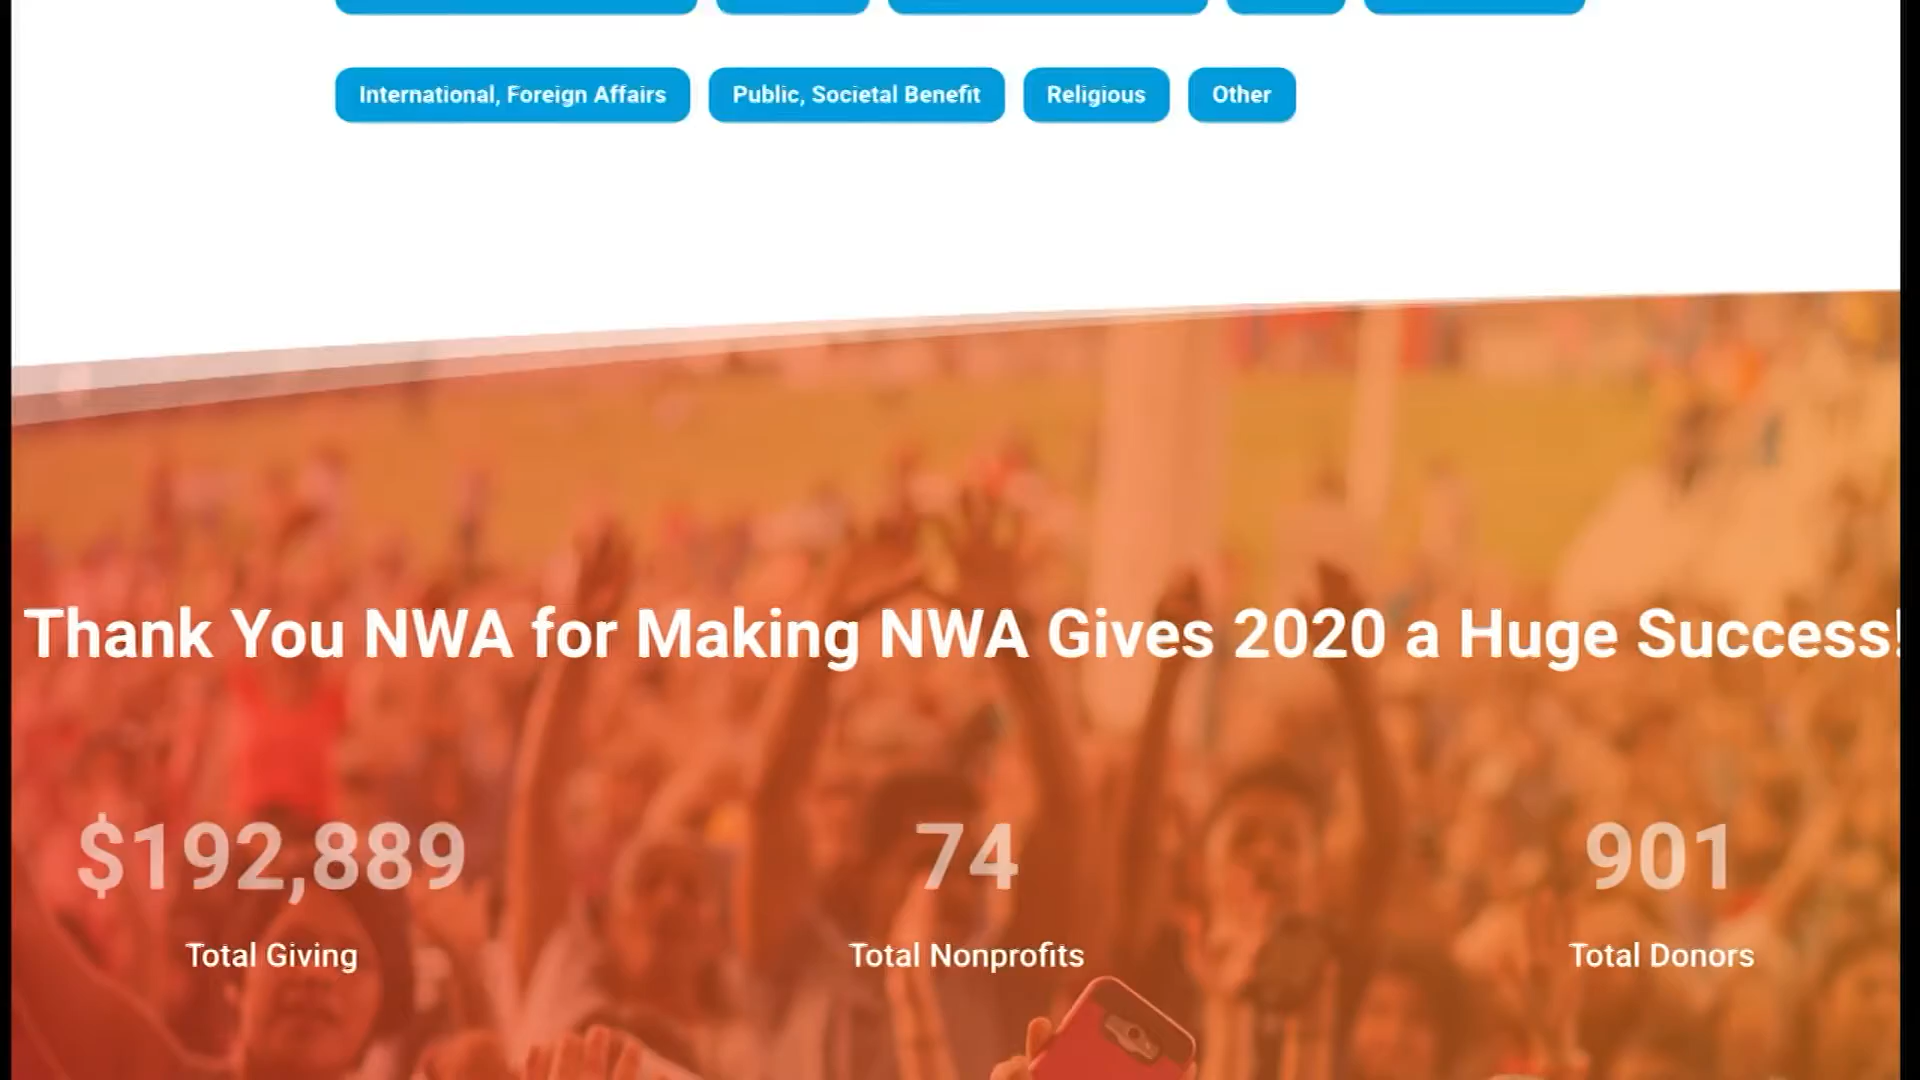 International, Foreign Affairs
Public, Societal Benefit
Religious
Other
Thank You NWA for Making NWA Gives 2020 a Huge Success!
$192,889
74
901
Total Giving
Total Nonprofits
Total Donors